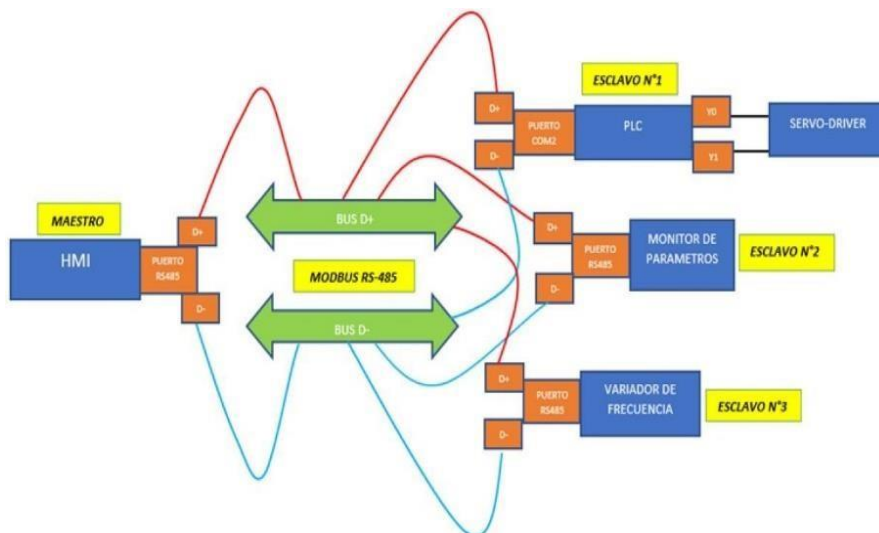 MAESTRO
HMI
PUERTO
RS485
D+
D-
BUS D+
MODBUS RS-485
BUS D-
ESCLAVO N°1
D+
D-
PUERTO
COM2
PLC
Y0
Y1
SERVO-DRIVER
D+
D-
PUERTO
RS485
MONITOR DE
PARAMETROS
ESCLAVO N°2
D+
D-
PUERTO
RS485
VARIADOR DE
FRECUENCIA
ESCLAVO N°3